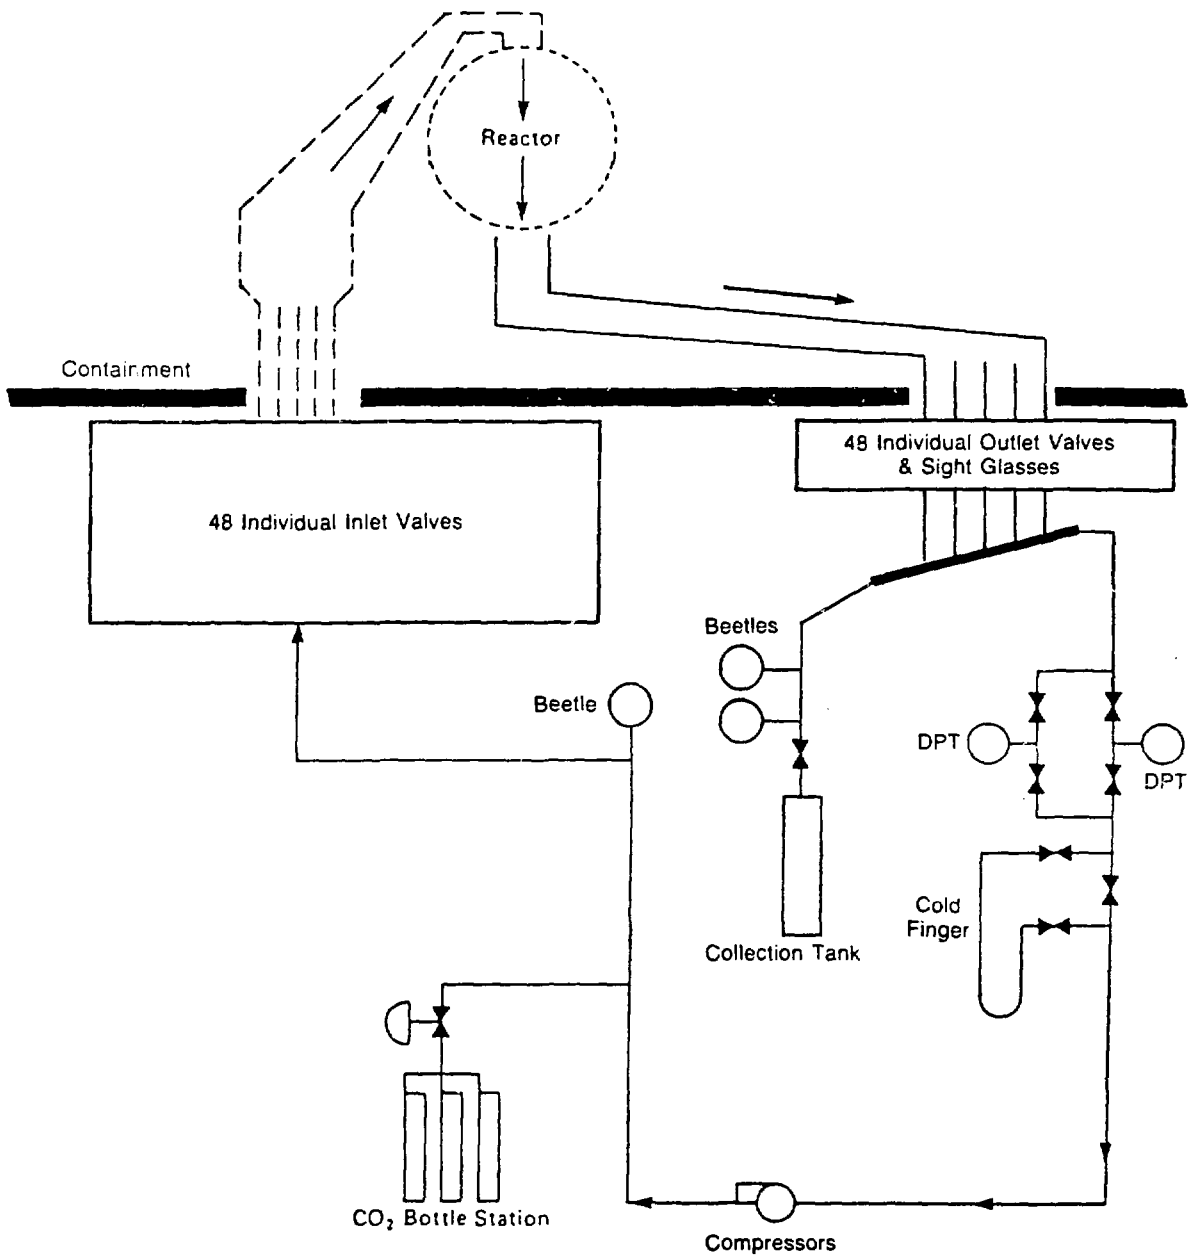 Reactor
Containment
48 Individual Outlet Valves
& Sight Glasses
48 Individual Inlet Valves
Beetles
Beetle
DPT
DPT
Cold
Finger
Collection Tank
CO₂ Bottle Station
Compressors